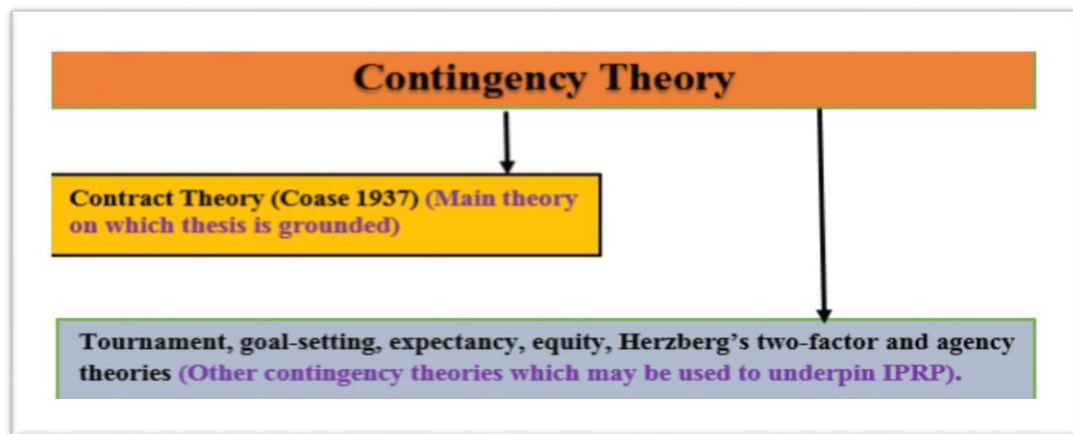 Contingency Theory
Contract Theory (Coase 1937) (Main theory
on which thesis is grounded)
Tournament, goal-setting, expectancy, equity, Herzberg's two-factor and agency
theories (Other contingency theories which may be used to underpin IPRP).